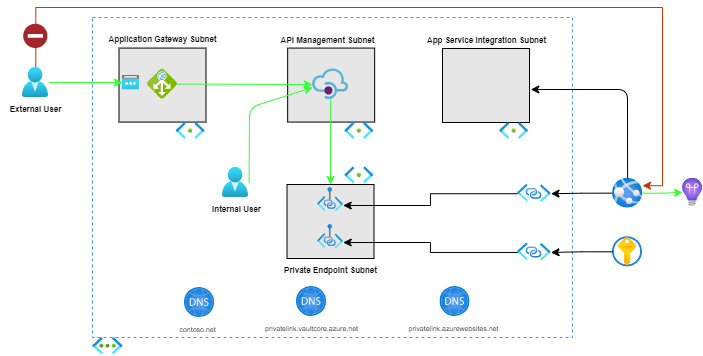 Application Gateway Subnet
API Management Subnet
App Service Integration Subnet
External User
Internal User
Private Endpoint Subnet
DNS
DNS
DNS
contoso.net
privatelink.vaultcore.azure.net
privatelink.azurewebsites.net